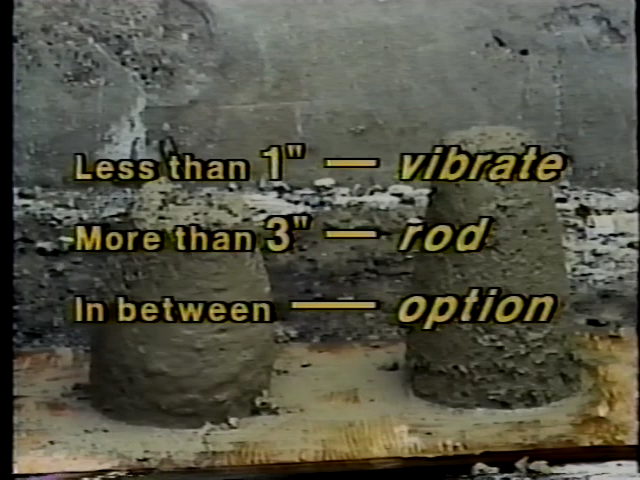 Less than 1" — vibrate
More than 3" — rod
In between — option